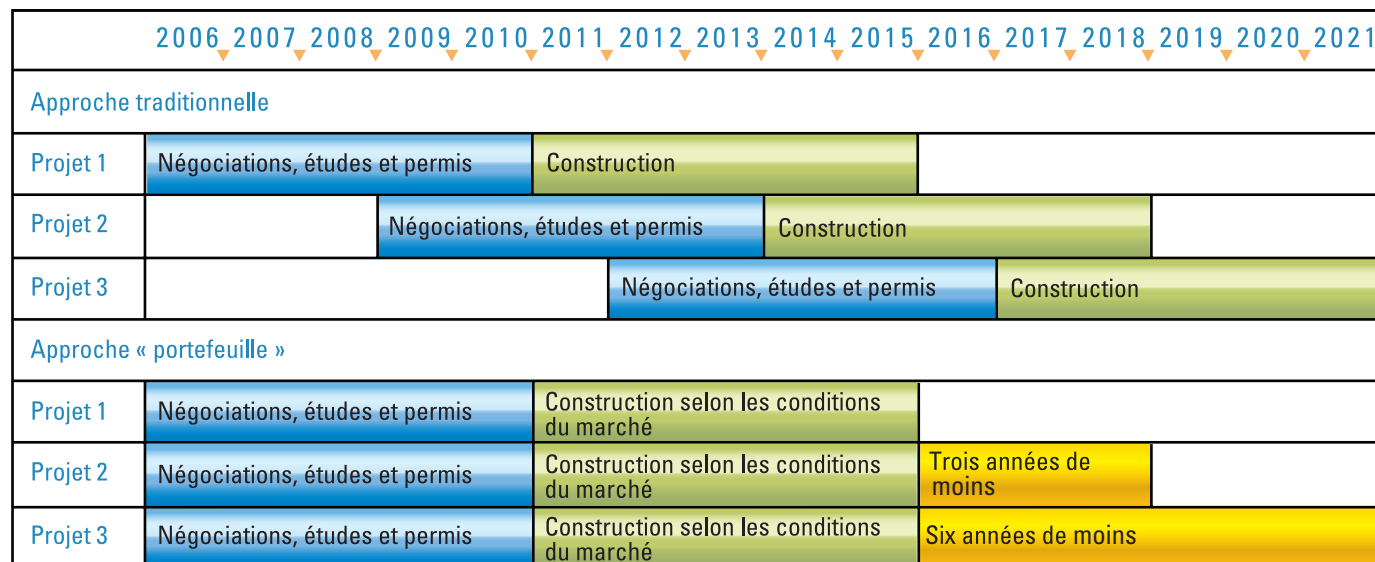 2006 2007 2008 2009 2010 2011 2012 2013 2014 2015 2016 2017 2018 2019 2020 2021
Approche traditionnelle
Projet 1 Négociations, études et permis Construction
Projet 2 Négociations, études et permis Construction
Projet 3 Négociations, études et permis Construction
Approche « portefeuille »
Projet 1 Négociations, études et permis Construction selon les conditions
du marché
Projet 2 Négociations, études et permis Construction selon les conditions
du marché
Trois années de
moins
Projet 3 Négociations, études et permis Construction selon les conditions
du marché
Six années de moins